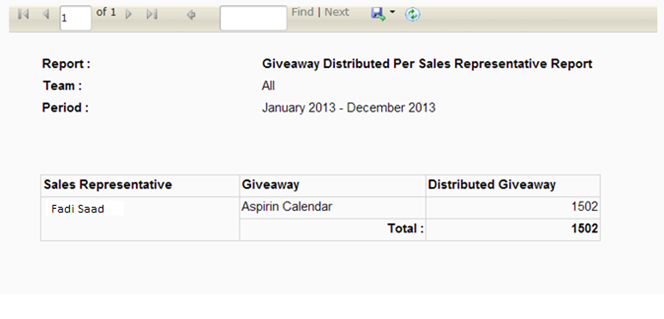 1 of 1 Find | Next
Report : Giveaway Distributed Per Sales Representative Report
Team : All
Period : January 2013 - December 2013
Sales Representative Giveaway Distributed Giveaway
Fadi Saad Aspirin Calendar 1502
Total : 1502